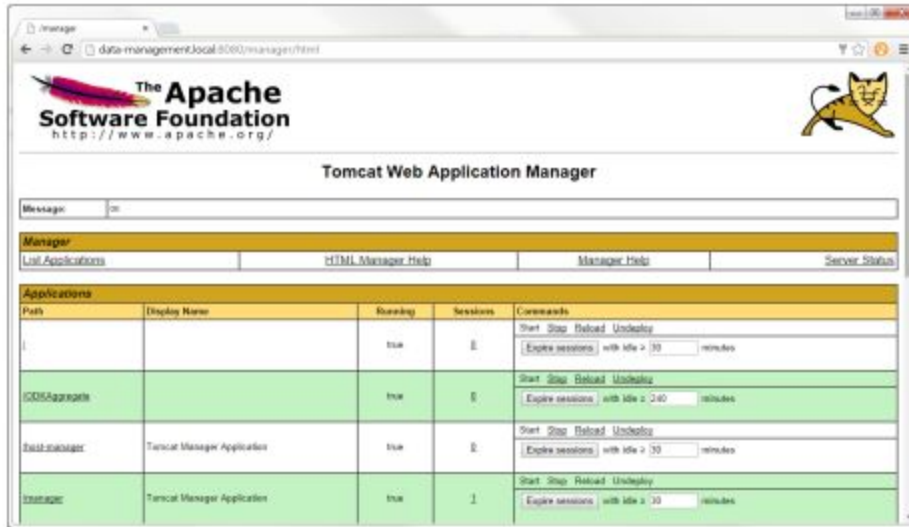 /manager
data-management.local:8080/manager/html
The Apache
Software Foundation
http://www.apache.org/
Tomcat Web Application Manager
Message: OK
Manager
List Applications HTML Manager Help Manager Help Server Status
Applications
Path Display Name Running Sessions Commands
/ true 0 Start Stop Reload Undeploy
Expire sessions with idle ≥ 30 minutes
/ODKAggregate true 0 Start Stop Reload Undeploy
Expire sessions with idle ≥ 240 minutes
/host-manager Tomcat Manager Application true 0 Start Stop Reload Undeploy
Expire sessions with idle ≥ 30 minutes
/manager Tomcat Manager Application true 1 Start Stop Reload Undeploy
Expire sessions with idle ≥ 30 minutes